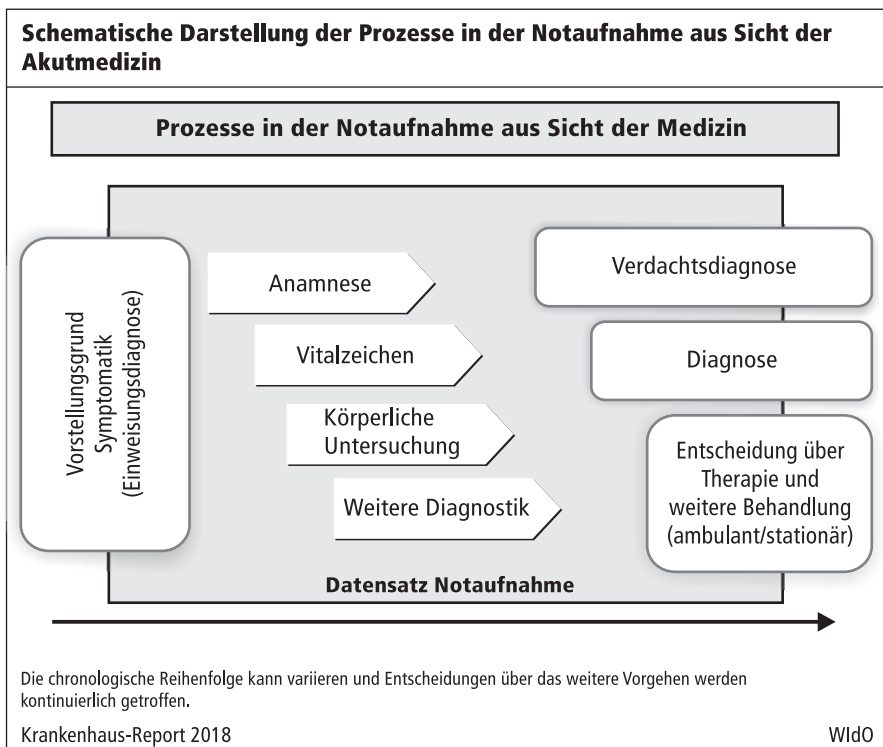 Schematische Darstellung der Prozesse in der Notaufnahme aus Sicht der
Akutmedizin
Prozesse in der Notaufnahme aus Sicht der Medizin
Vorstellungsgrund
Symptomatik
(Einweisungsdiagnose)
Anamnese
Vitalzeichen
Körperliche
Untersuchung
Weitere Diagnostik
Verdachtsdiagnose
Diagnose
Entscheidung über
Therapie und
weitere Behandlung
(ambulant/stationär)
Datensatz Notaufnahme
Die chronologische Reihenfolge kann variieren und Entscheidungen über das weitere Vorgehen werden
kontinuierlich getroffen.
Krankenhaus-Report 2018
WIdO